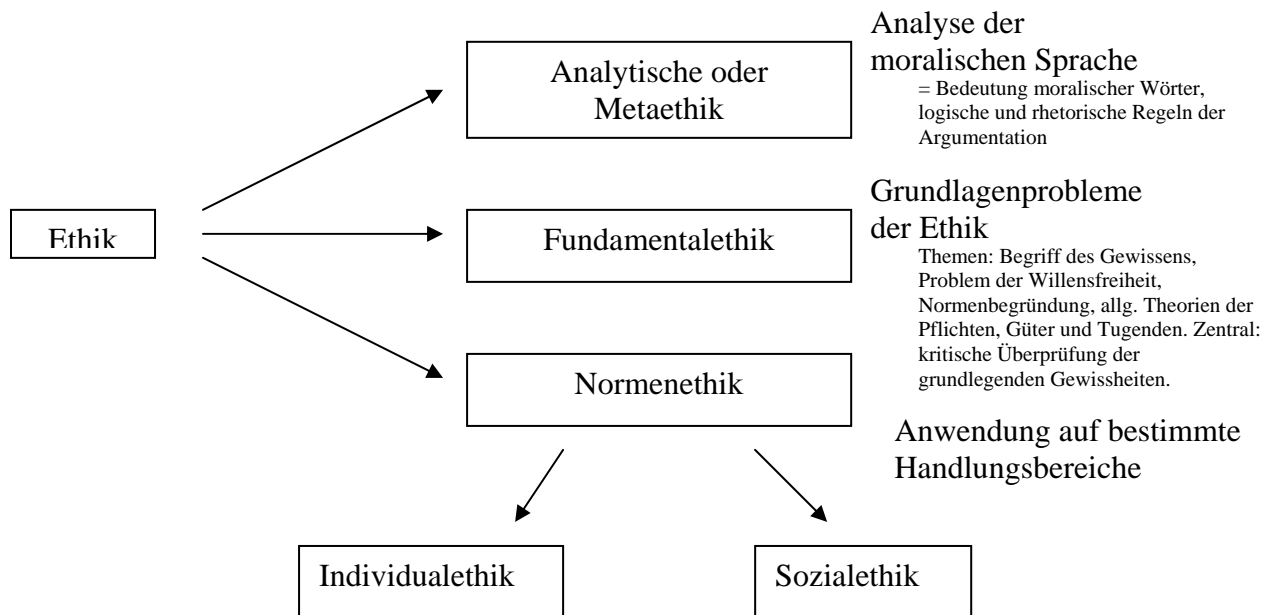 Analyse der
moralischen Sprache
= Bedeutung moralischer Wörter,
logische und rhetorische Regeln der
Argumentation
Analytische oder
Metaethik
Grundlagenprobleme
der Ethik
Themen: Begriff des Gewissens,
Problem der Willensfreiheit,
Normenbegründung, allg. Theorien der
Pflichten, Güter und Tugenden. Zentral:
kritische Überprüfung der
grundlegenden Gewissheiten.
Ethik
Fundamentalethik
Normenethik
Anwendung auf bestimmte
Handlungsbereiche
Individualethik
Sozialethik